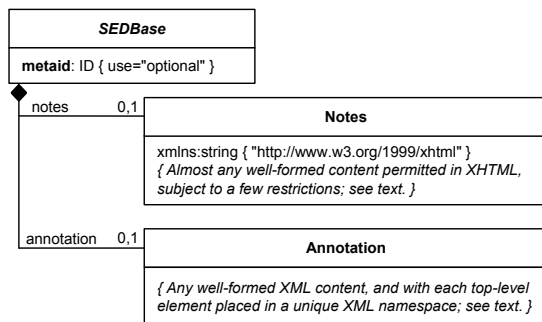 SEDBase
metaid: ID { use="optional" }
notes 0,1
Notes
xmlns:string { "http://www.w3.org/1999/xhtml" }
{ Almost any well-formed content permitted in XHTML,
subject to a few restrictions; see text. }
annotation 0,1
Annotation
{ Any well-formed XML content, and with each top-level
element placed in a unique XML namespace; see text. }